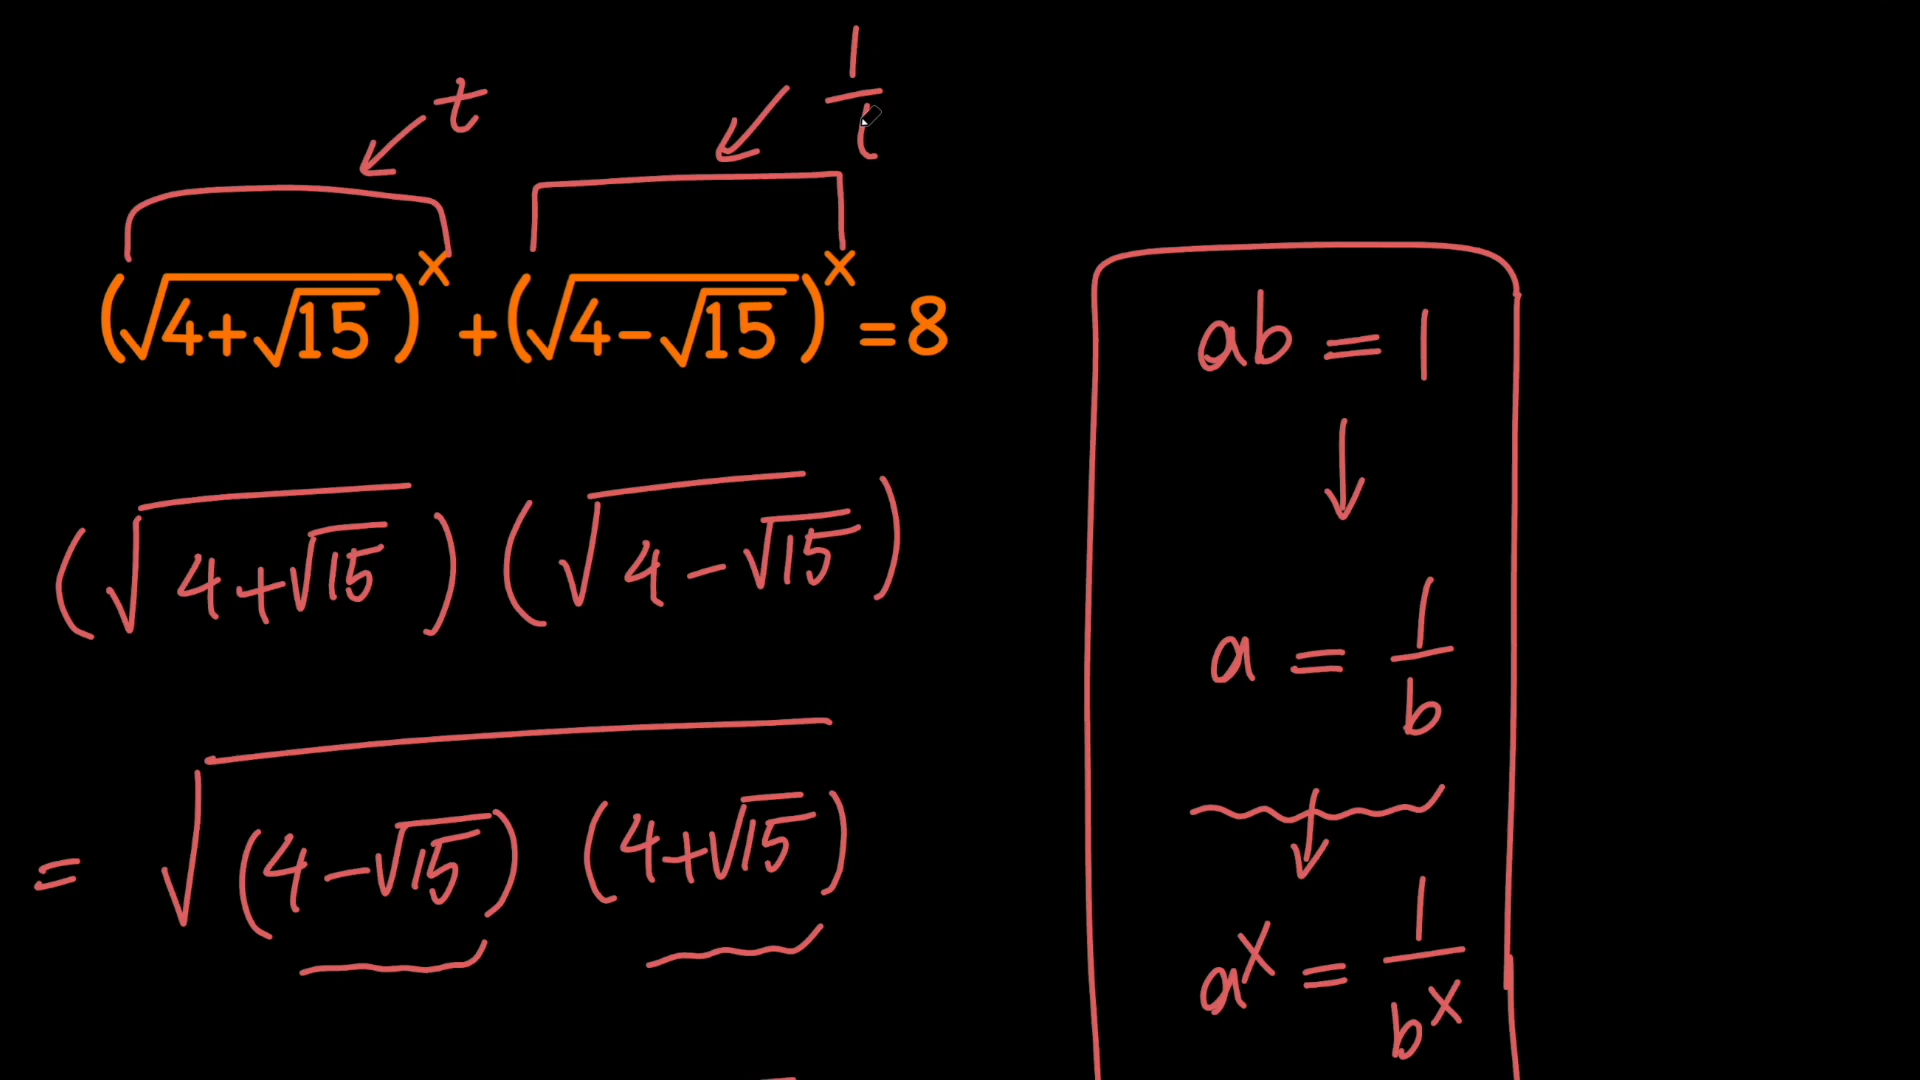 t
1/t
(√(4+√15))^x + (√(4-√15))^x = 8
(√(4+√15)) (√(4-√15))
= √((4-√15) (4+√15))
ab = 1
↓
a = 1/b
↓
a^x = 1/b^x